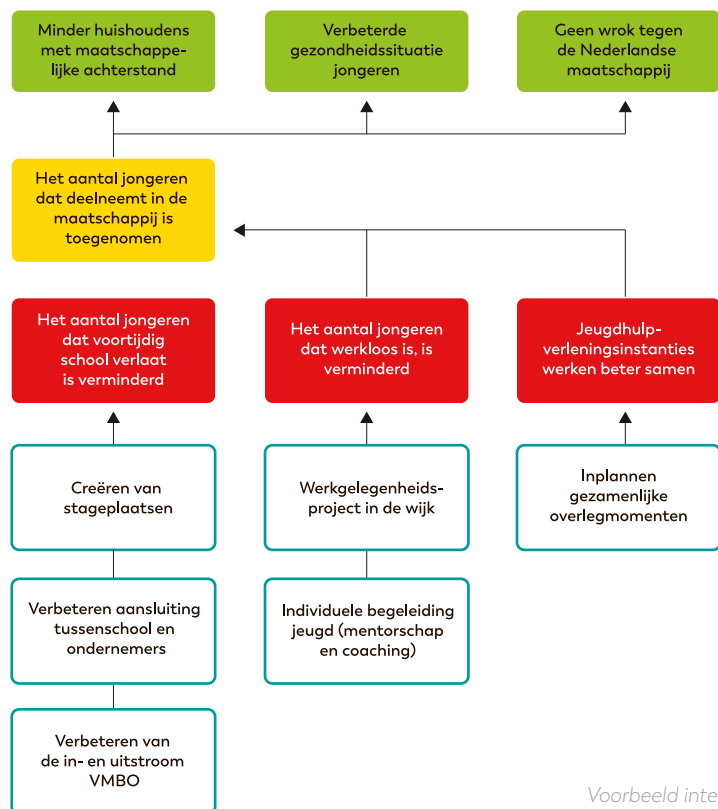 Minder huishoudens
met maatschappe-
lijke achterstand
Verbeterde
gezondheidssituatie
jongeren
Geen wrok tegen
de Nederlandse
maatschappij
Het aantal jongeren
dat deelneemt in de
maatschappij is
toegenomen
Het aantal jongeren
dat voortijdig
school verlaat
is verminderd
Het aantal jongeren
dat werkloos is, is
verminderd
Jeugdhulp-
verleningsinstanties
werken beter samen
Creëren van
stageplaatsen
Werkgelegenheids-
project in de wijk
Inplannen
gezamenlijke
overlegmomenten
Verbeteren aansluiting
tussenschool en
ondernemers
Individuele begeleiding
jeugd (mentorschap
en coaching)
Verbeteren van
de in- en uitstroom
VMBO
Voorbeeld inte